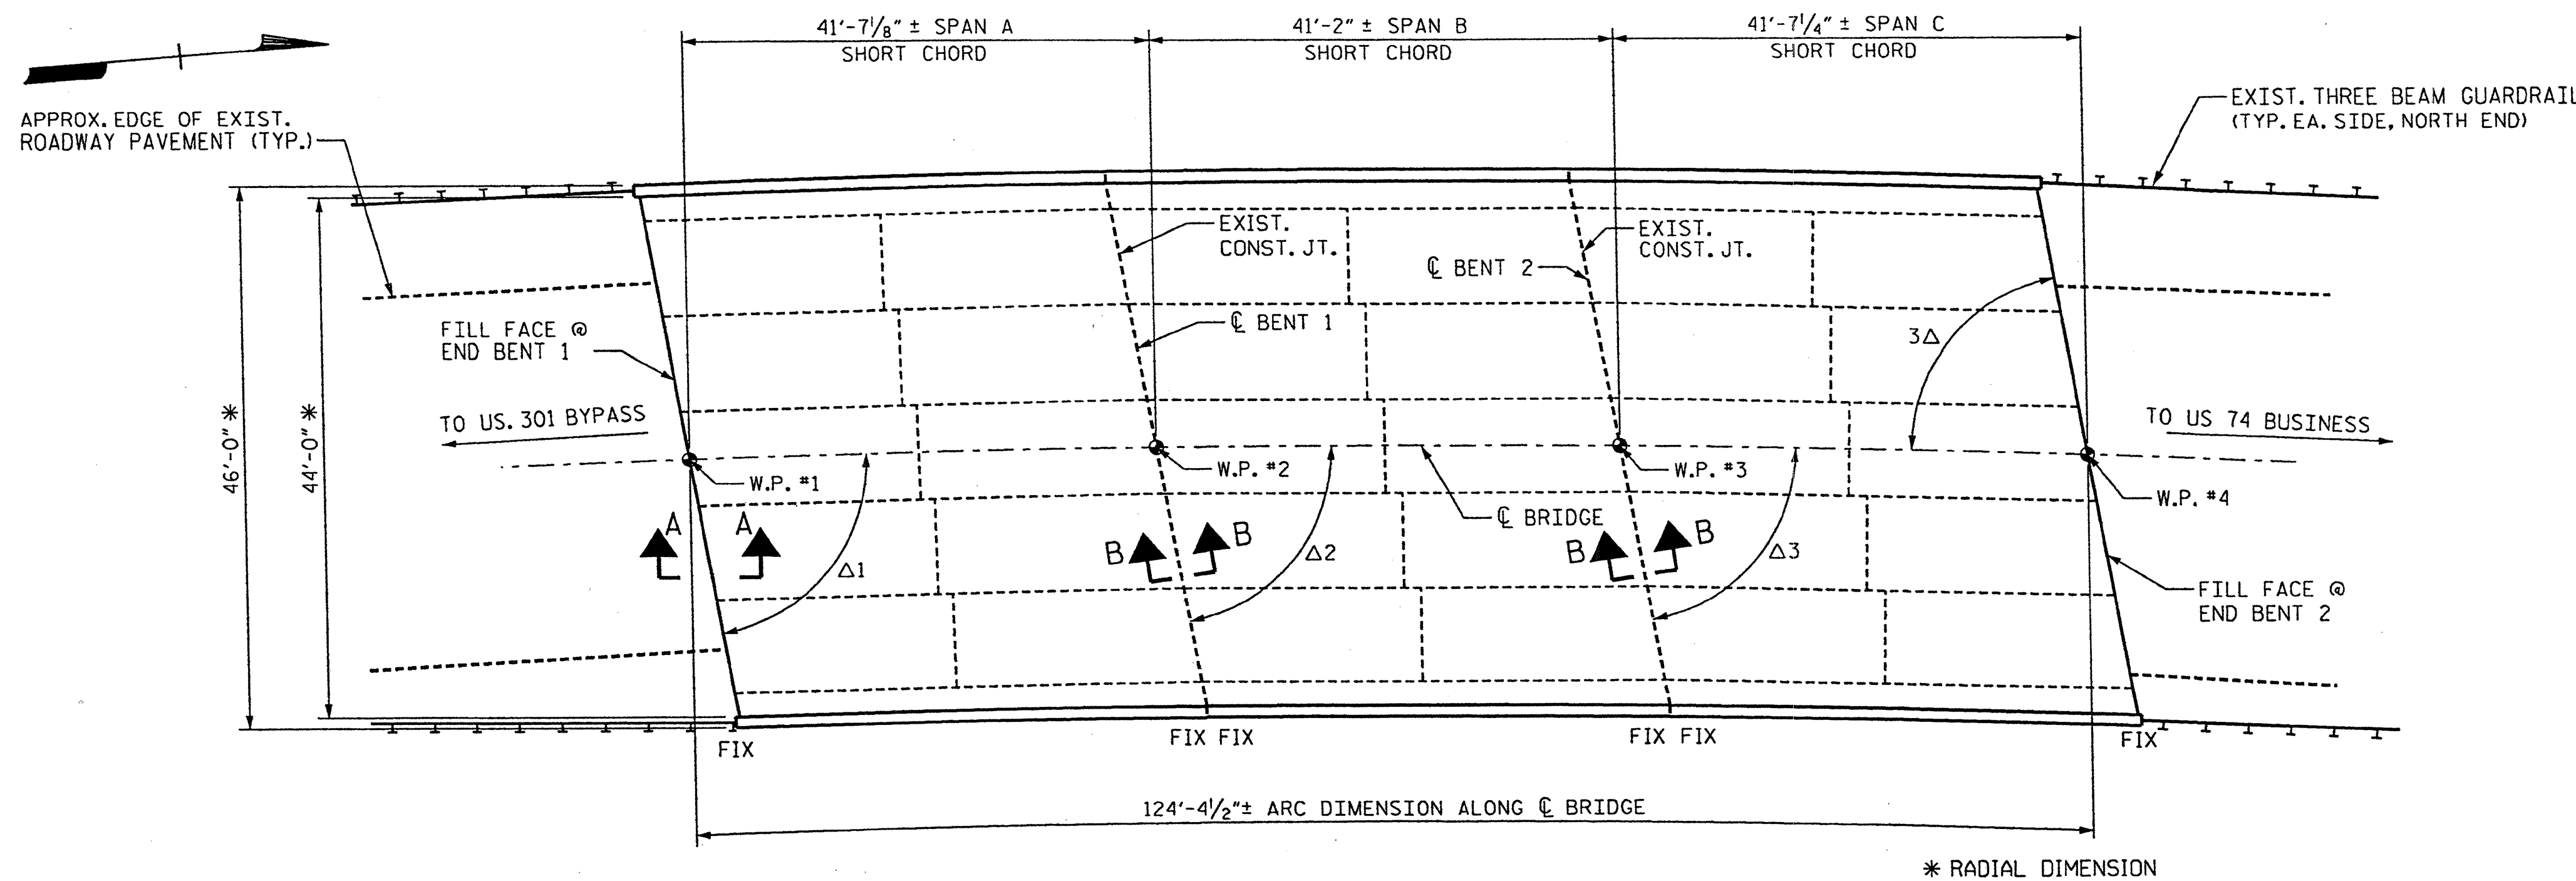 41'-7 1/8" ± SPAN A
SHORT CHORD
41'-2" ± SPAN B
SHORT CHORD
41'-7 1/4" ± SPAN C
SHORT CHORD
APPROX. EDGE OF EXIST.
ROADWAY PAVEMENT (TYP.)
EXIST. THREE BEAM GUARDRAIL
(TYP. EA. SIDE, NORTH END)
EXIST.
CONST. JT.
EXIST.
CONST. JT.
℄ BENT 2
℄ BENT 1
FILL FACE @
END BENT 1
3△
46'-0" *
44'-0" *
TO US. 301 BYPASS
TO US 74 BUSINESS
W.P. #1
W.P. #2
W.P. #3
W.P. #4
℄ BRIDGE
A A
B B
B B
△1
△2
△3
FILL FACE @
END BENT 2
FIX
FIX FIX
FIX FIX
FIX
124'-4 1/2"± ARC DIMENSION ALONG ℄ BRIDGE
* RADIAL DIMENSION